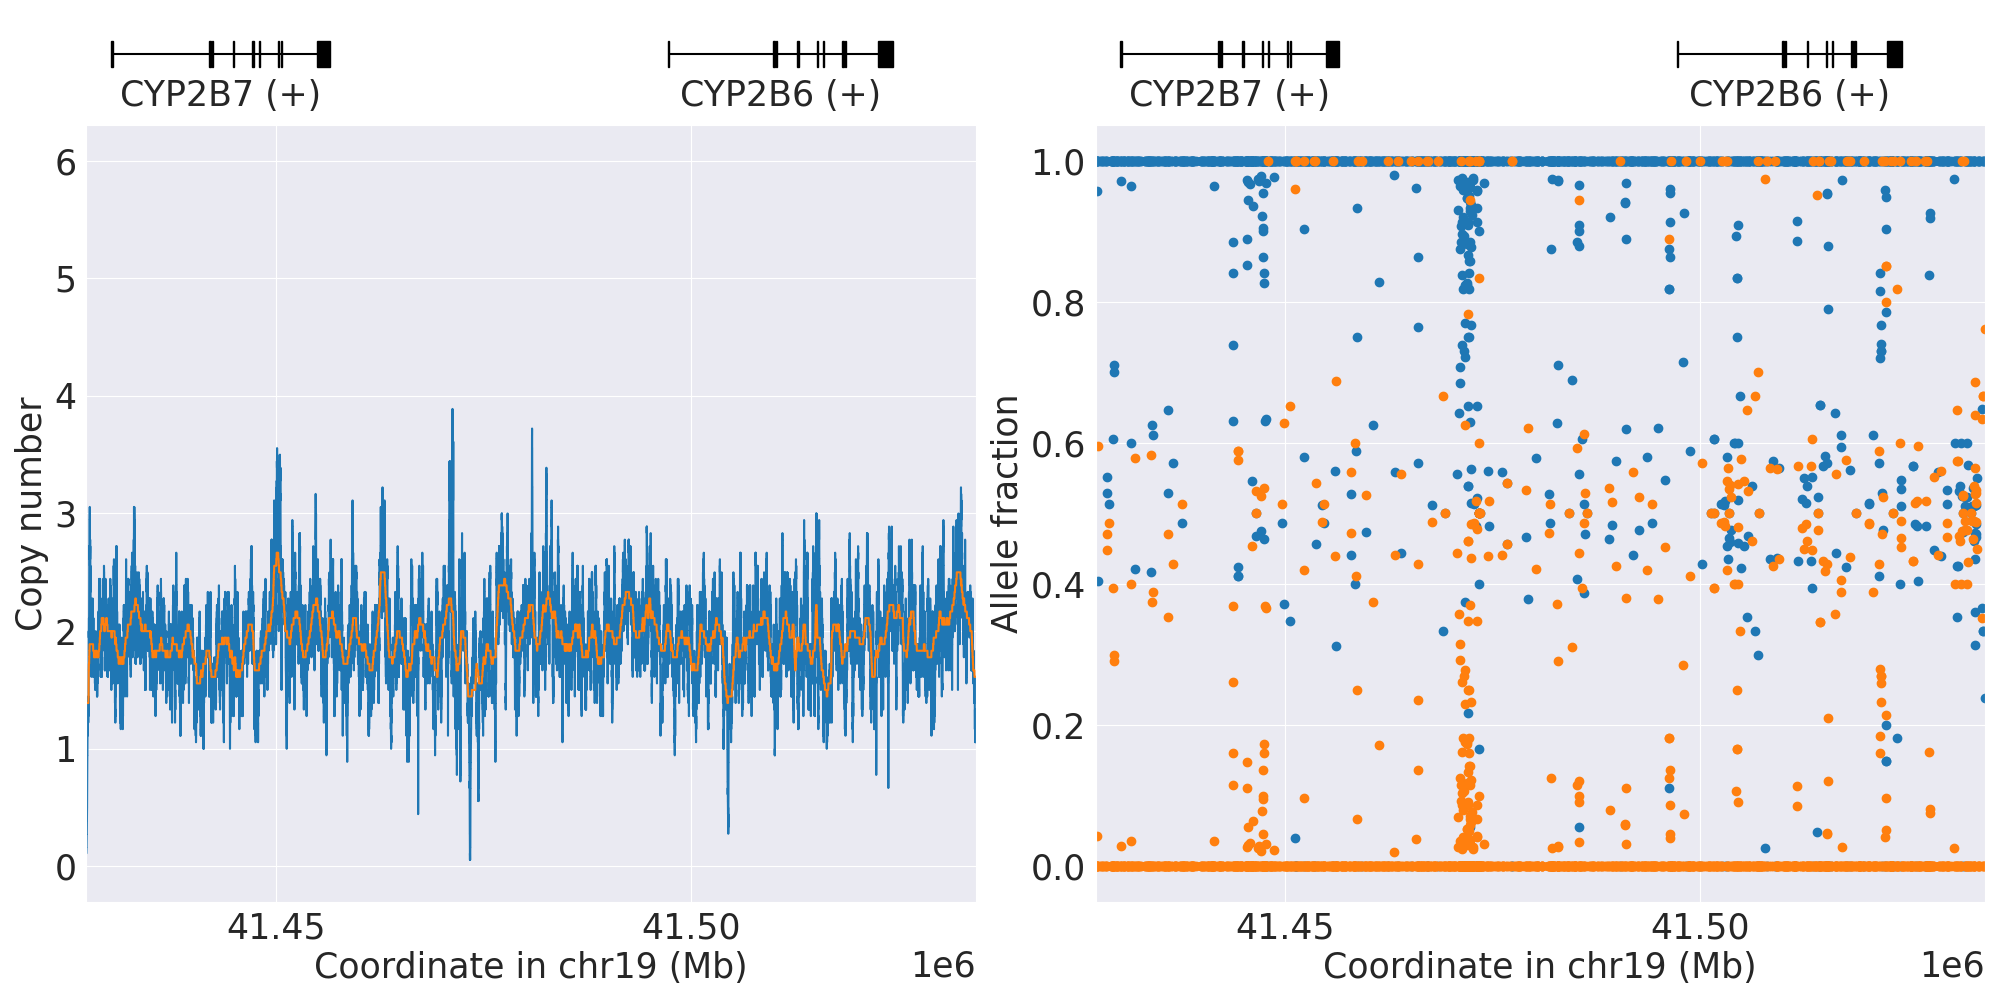 CYP2B7 (+)
CYP2B6 (+)
6
5
4
3
2
1
0
Copy number
41.45
41.50
Coordinate in chr19 (Mb)
1e6
CYP2B7 (+)
CYP2B6 (+)
1.0
0.8
0.6
0.4
0.2
0.0
Allele fraction
41.45
41.50
Coordinate in chr19 (Mb)
1e6